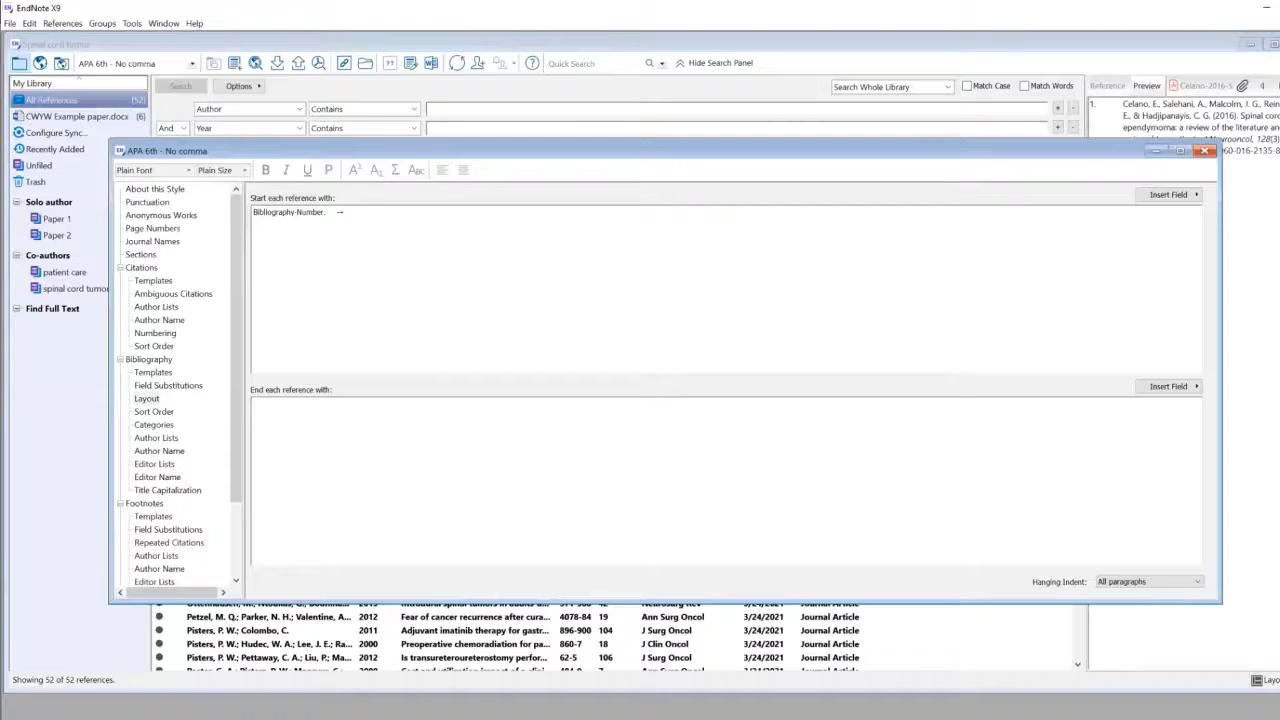 EndNote X9
File Edit References Groups Tools Window Help
APA 6th - No comma
Quick Search
Hide Search Panel
My Library
Search
Options
Search Whole Library
Match Case
Match Words
Reference
Preview
Celano-2016-S
All References (52)
Author
Contains
CWYW Example paper.docx (6)
And
Year
Contains
Configure Sync...
Recently Added
Unfiled
Trash
Solo author
Paper 1
Paper 2
Co-authors
patient care
spinal cord tumor
Find Full Text
1. Celano, E., Salehani, A., Malcolm, J. G., Rein
E., & Hadjipanayis, C. G. (2016). Spinal cor
ependymoma: a review of the literature an
128(3)
060-016-2135-8
APA 6th - No comma
Plain Font
Plain Size
B I U P
About this Style
Punctuation
Anonymous Works
Page Numbers
Journal Names
Sections
Citations
Templates
Ambiguous Citations
Author Lists
Author Name
Numbering
Sort Order
Bibliography
Templates
Field Substitutions
Layout
Sort Order
Categories
Author Lists
Author Name
Editor Lists
Editor Name
Title Capitalization
Footnotes
Templates
Field Substitutions
Repeated Citations
Author Lists
Author Name
Editor Lists
Start each reference with:
Insert Field
Bibliography·Number. →
End each reference with:
Insert Field
Hanging Indent:
All paragraphs
Petzel, M. Q.; Parker, N. H.; Valentine, A... 2012 Fear of cancer recurrence after cura... 4078-84 19 Ann Surg Oncol 3/24/2021 Journal Article
Pisters, P. W.; Colombo, C. 2011 Adjuvant imatinib therapy for gastr... 896-900 104 J Surg Oncol 3/24/2021 Journal Article
Pisters, P. W.; Hudec, W. A.; Lee, J. E.; Ra... 2000 Preoperative chemoradiation for pa... 860-7 18 J Clin Oncol 3/24/2021 Journal Article
Pisters, P. W.; Pettaway, C. A.; Liu, P.; Ma... 2012 Is transureteroureterostomy perfor... 62-5 106 J Surg Oncol 3/24/2021 Journal Article
Showing 52 of 52 references.
Layo